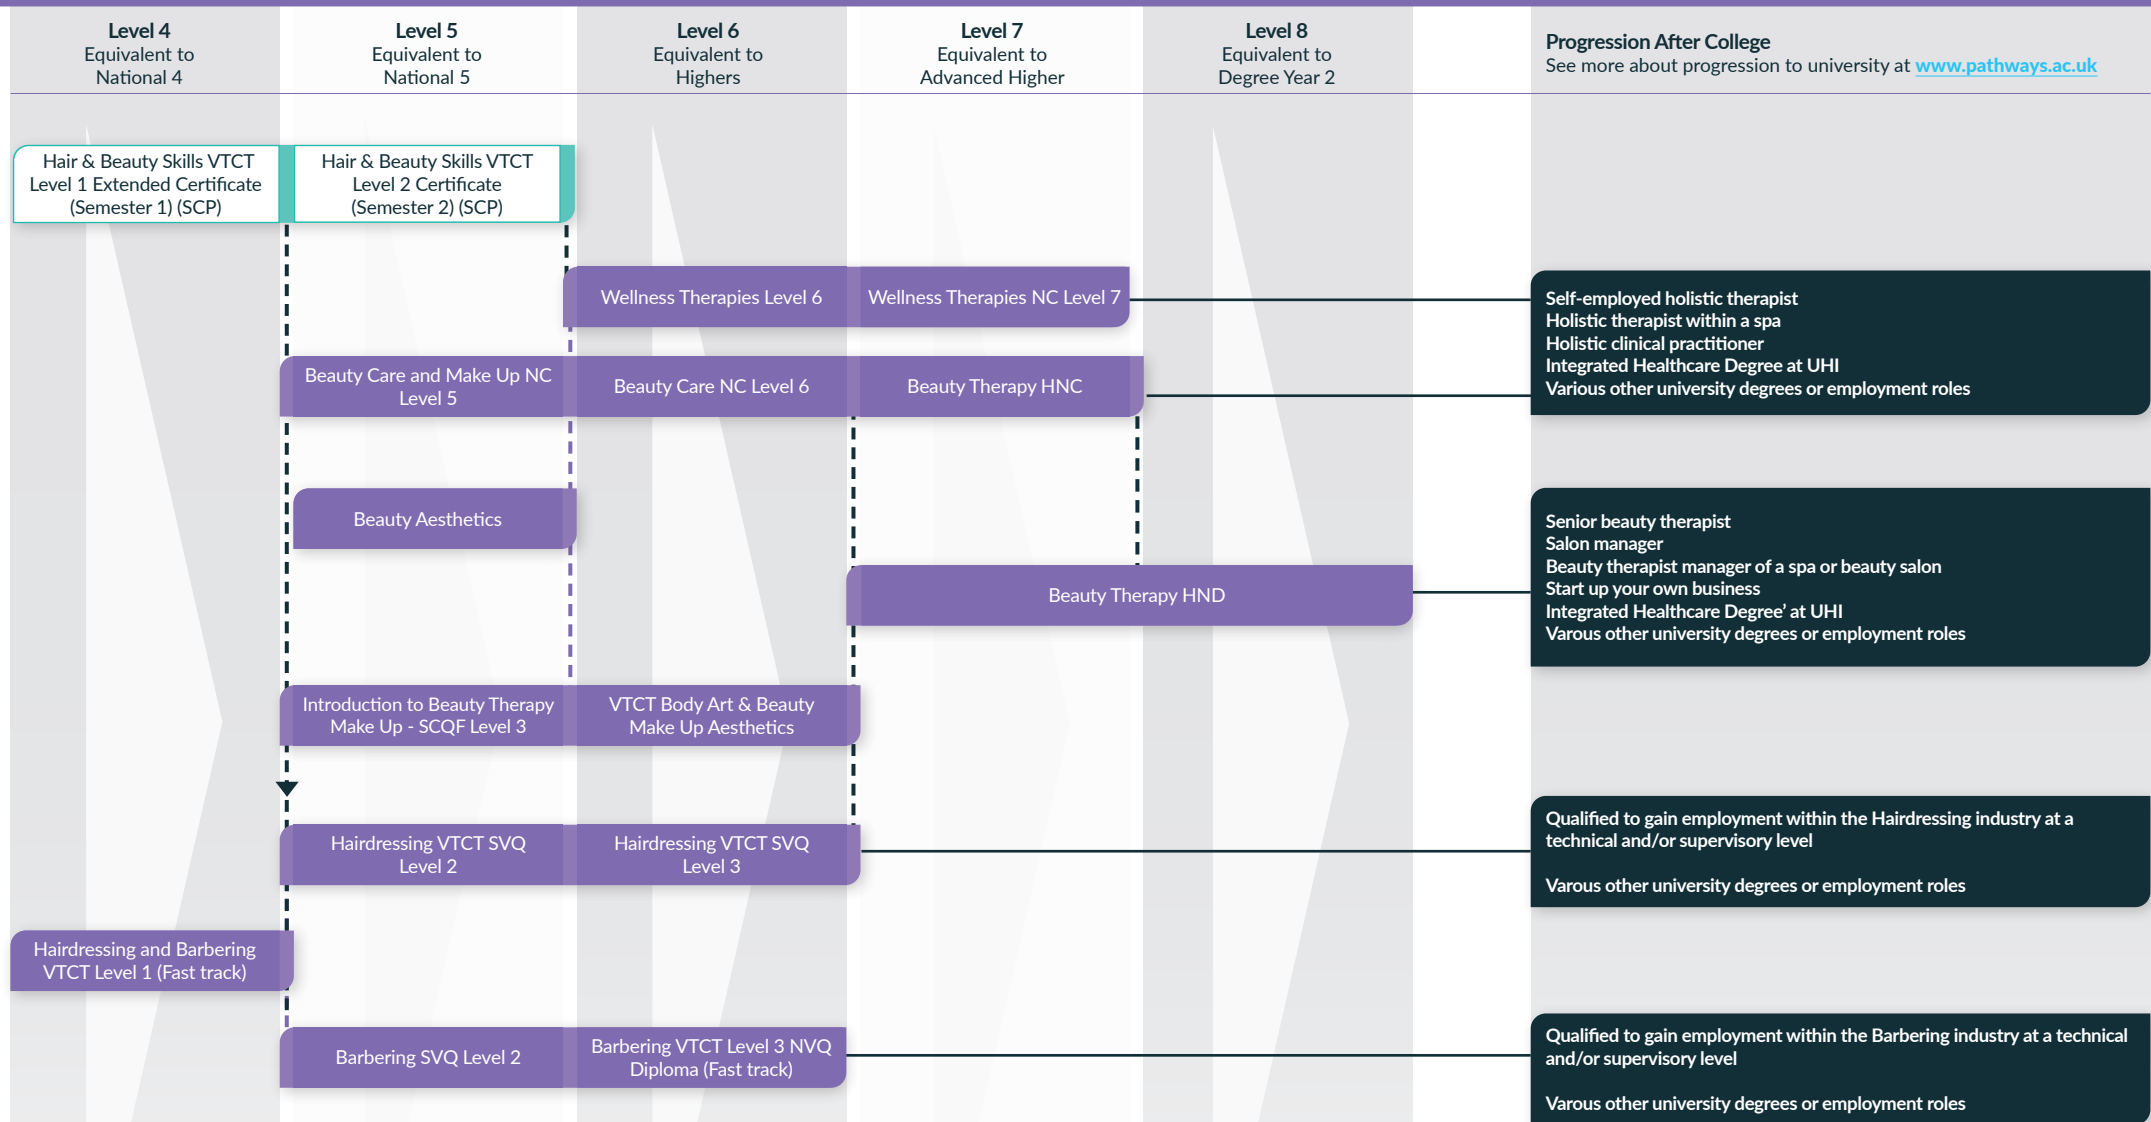 Level 4
Equivalent to
National 4
Level 5
Equivalent to
National 5
Level 6
Equivalent to
Highers
Level 7
Equivalent to
Advanced Higher
Level 8
Equivalent to
Degree Year 2
Progression After College
See more about progression to university at www.pathways.ac.uk
Hair & Beauty Skills VTCT
Level 1 Extended Certificate
(Semester 1) (SCP)
Hair & Beauty Skills VTCT
Level 2 Certificate
(Semester 2) (SCP)
Wellness Therapies Level 6
Wellness Therapies NC Level 7
Self-employed holistic therapist
Holistic therapist within a spa
Holistic clinical practitioner
Integrated Healthcare Degree at UHI
Various other university degrees or employment roles
Beauty Care and Make Up NC
Level 5
Beauty Care NC Level 6
Beauty Therapy HNC
Beauty Aesthetics
Beauty Therapy HND
Senior beauty therapist
Salon manager
Beauty therapist manager of a spa or beauty salon
Start up your own business
Integrated Healthcare Degree’ at UHI
Varous other university degrees or employment roles
Introduction to Beauty Therapy
Make Up - SCQF Level 3
VTCT Body Art & Beauty
Make Up Aesthetics
Hairdressing VTCT SVQ
Level 2
Hairdressing VTCT SVQ
Level 3
Qualified to gain employment within the Hairdressing industry at a
technical and/or supervisory level
Varous other university degrees or employment roles
Hairdressing and Barbering
VTCT Level 1 (Fast track)
Barbering SVQ Level 2
Barbering VTCT Level 3 NVQ
Diploma (Fast track)
Qualified to gain employment within the Barbering industry at a technical
and/or supervisory level
Varous other university degrees or employment roles